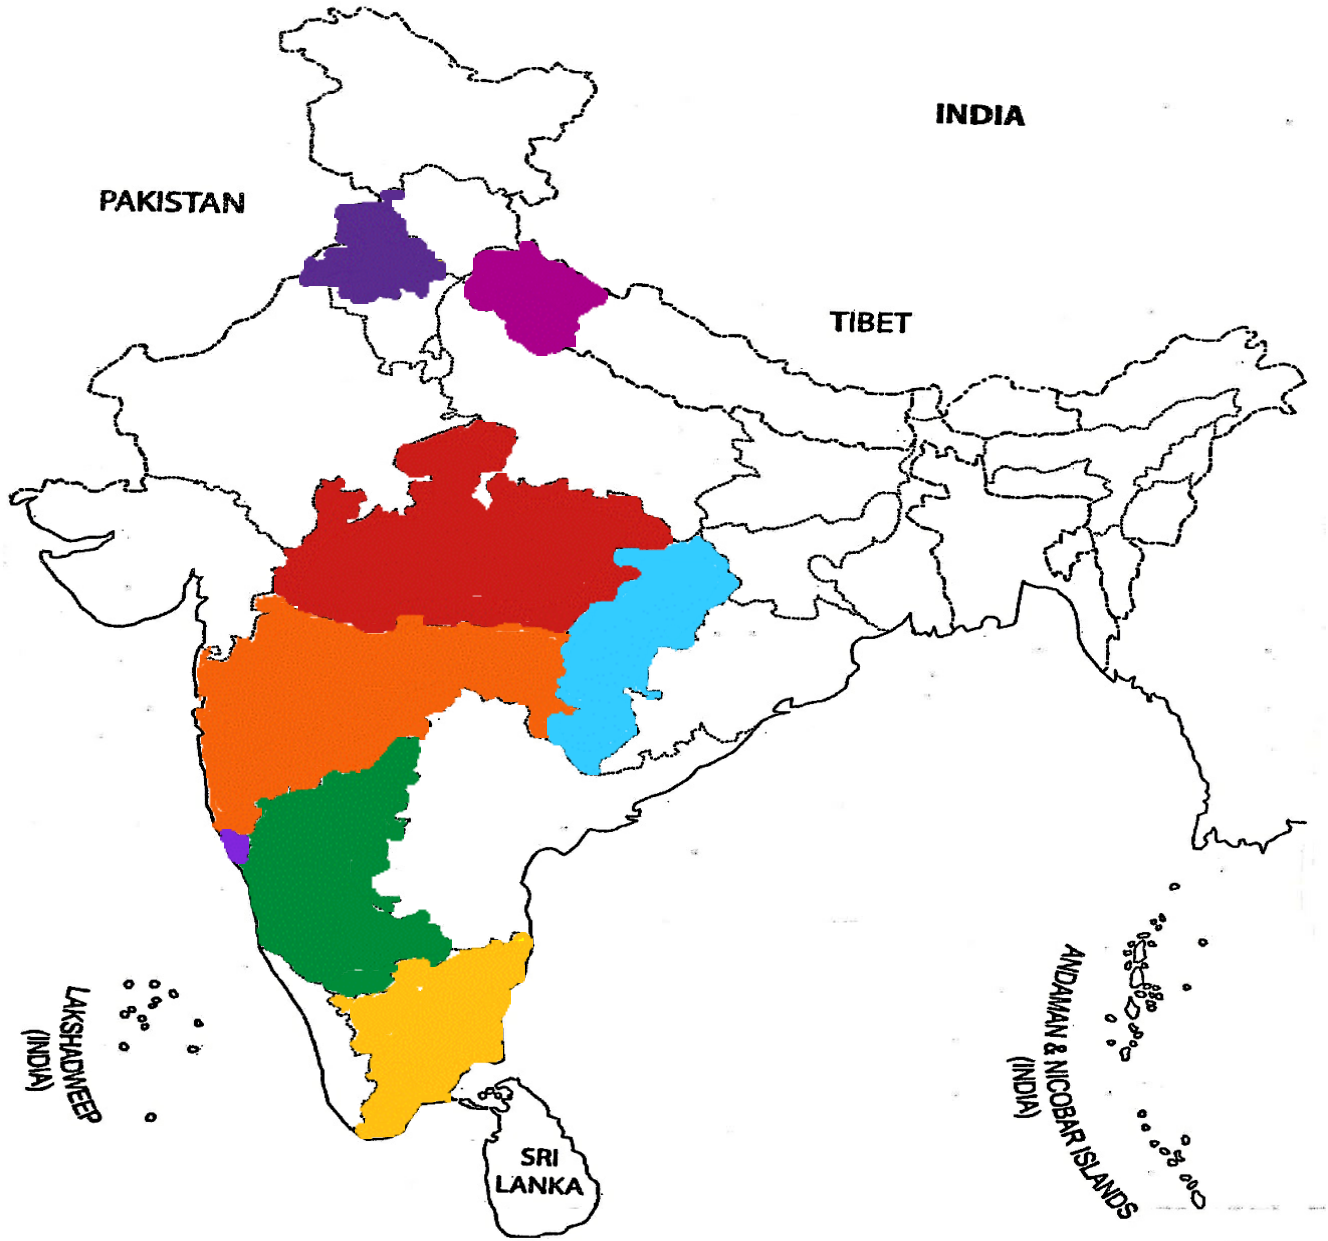 INDIA
PAKISTAN
TIBET
LAKSHADWEEP
(INDIA)
ANDAMAN & NICOBAR ISLANDS
(INDIA)
SRI
LANKA